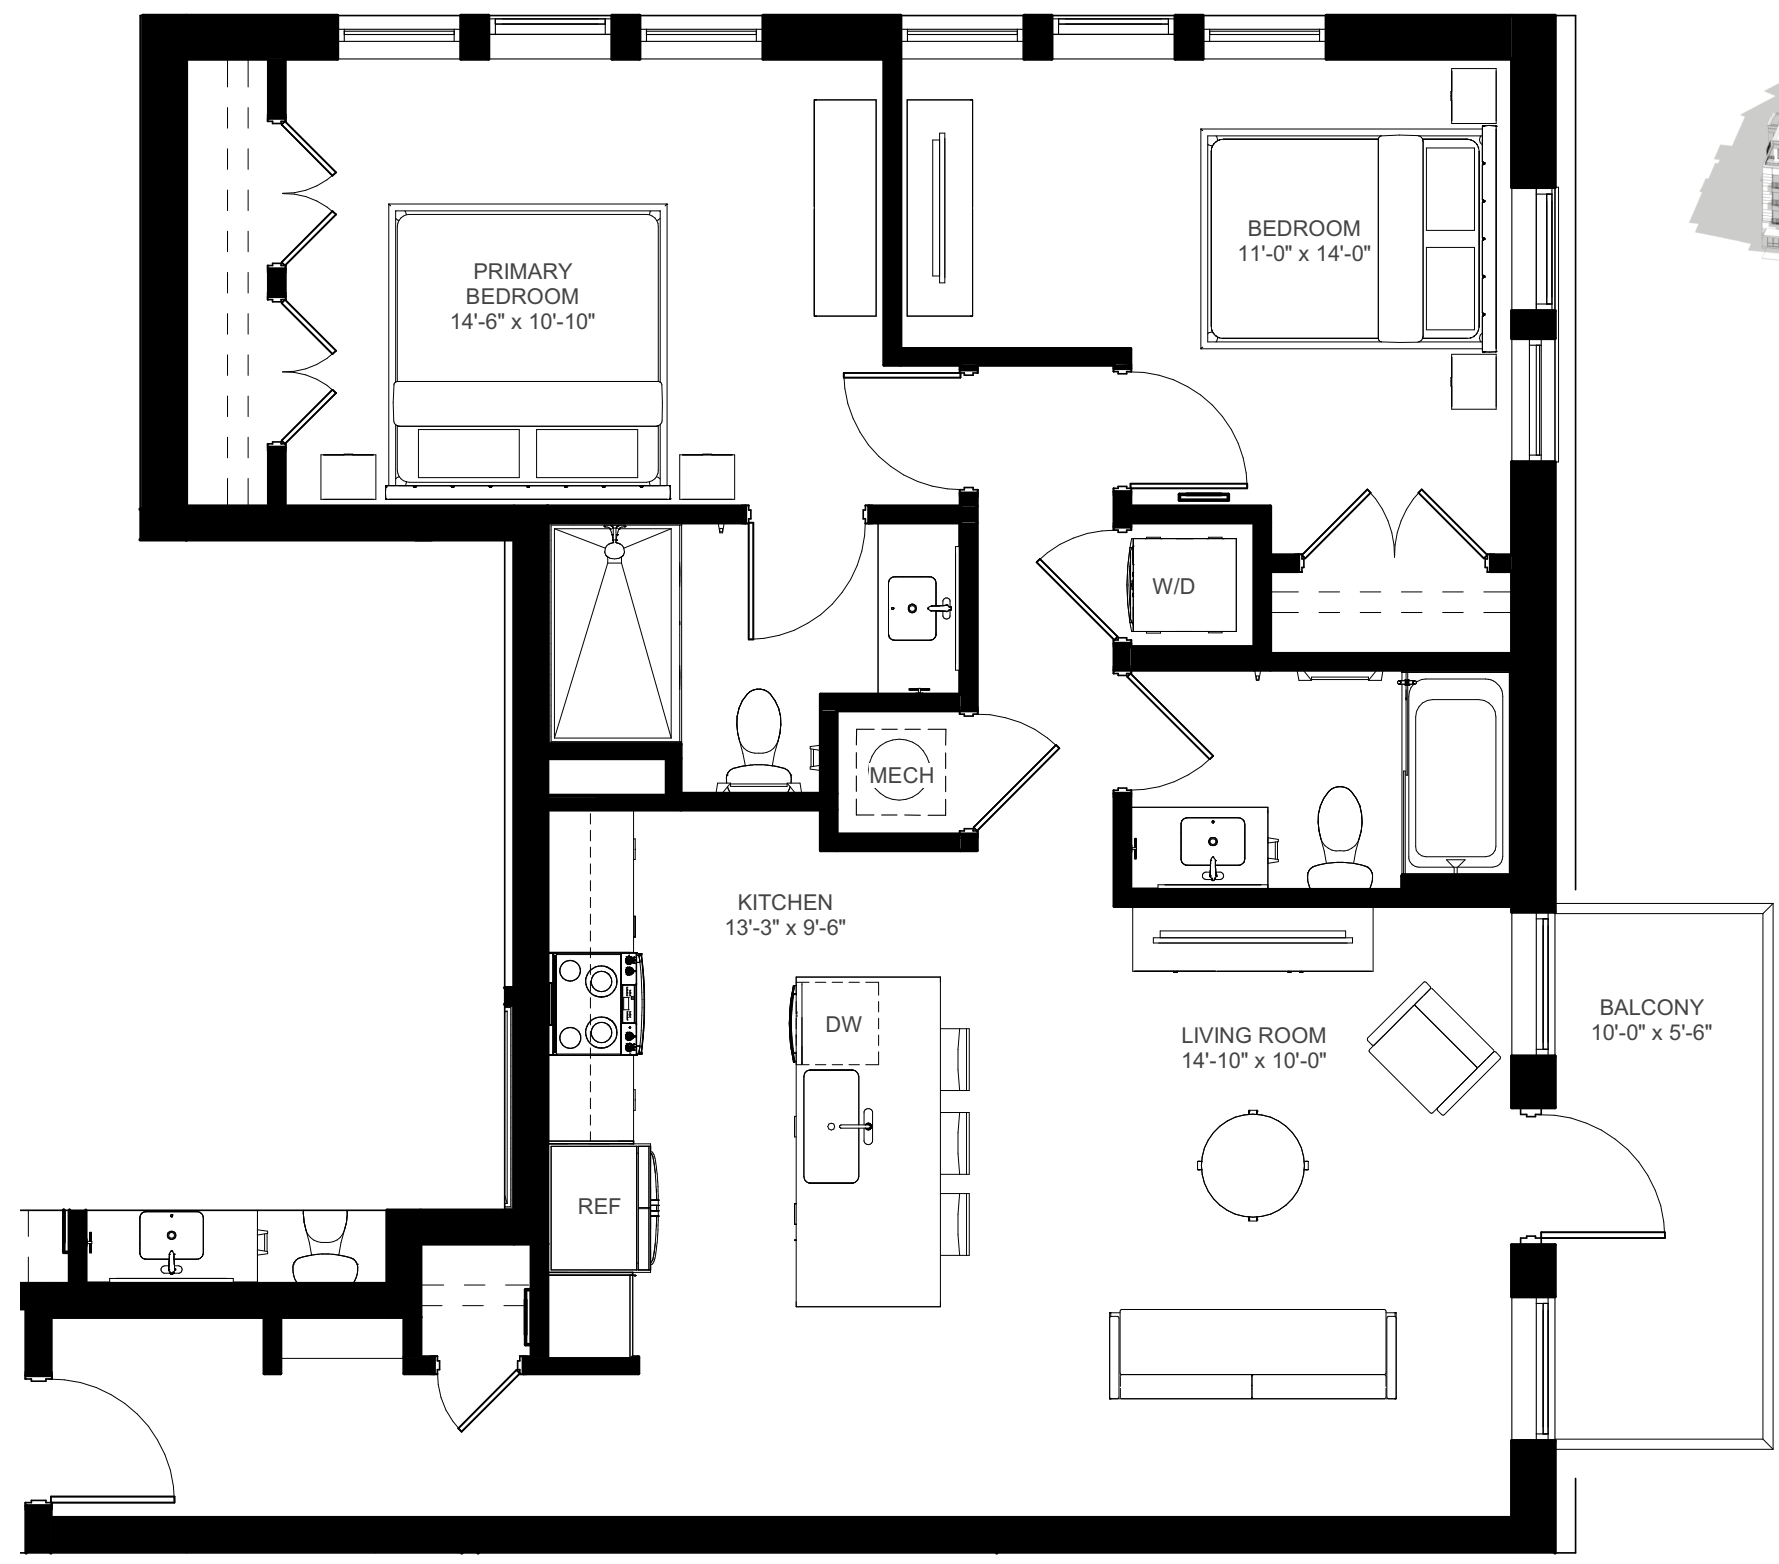 PRIMARY
BEDROOM
14'-6" x 10'-10"
BEDROOM
11'-0" x 14'-0"
W/D
MECH
KITCHEN
13'-3" x 9'-6"
DW
LIVING ROOM
14'-10" x 10'-0"
BALCONY
10'-0" x 5'-6"
REF